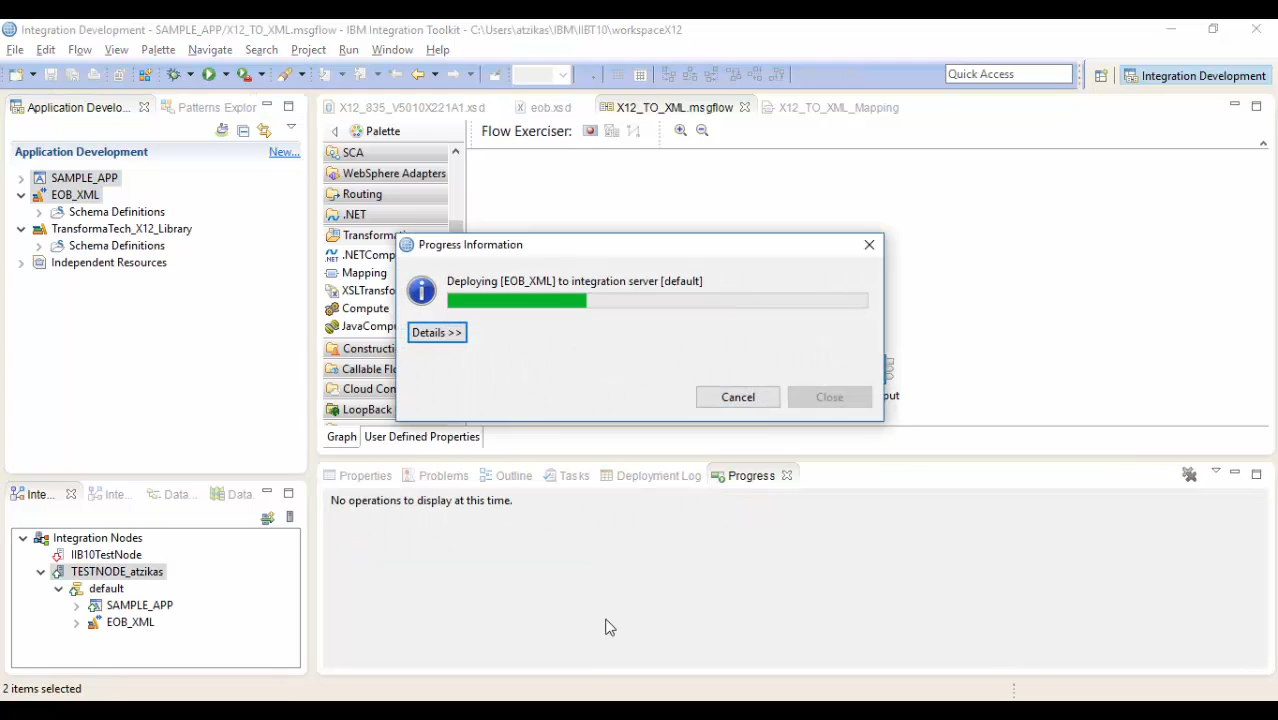 Integration Development - SAMPLE_APP/X12_TO_XML.msgflow - IBM Integration Toolkit - C:\Users\atzikas\IBM\IIBT10\workspaceX12
File Edit Flow View Palette Navigate Search Project Run Window Help
Quick Access
Integration Development
Application Develo... Patterns Explor
X12_835_V5010X221A1.xsd eob.xsd X12_TO_XML.msgflow X12_TO_XML_Mapping
Palette
Flow Exerciser:
Application Development New...
SAMPLE_APP
EOB_XML
Schema Definitions
TransformaTech_X12_Library
Schema Definitions
Independent Resources
SCA
WebSphere Adapters
Routing
.NET
Transforma
.NETComp
Mapping
XSLTransfo
Compute
JavaCompu
Constructi
Callable Flo
Cloud Con
LoopBack
Progress Information
Deploying [EOB_XML] to integration server [default]
Details >>
Cancel Close
out
Graph User Defined Properties
Properties Problems Outline Tasks Deployment Log Progress
No operations to display at this time.
Inte... Inte... Data... Data.
Integration Nodes
IIB10TestNode
TESTNODE_atzikas
default
SAMPLE_APP
EOB_XML
2 items selected